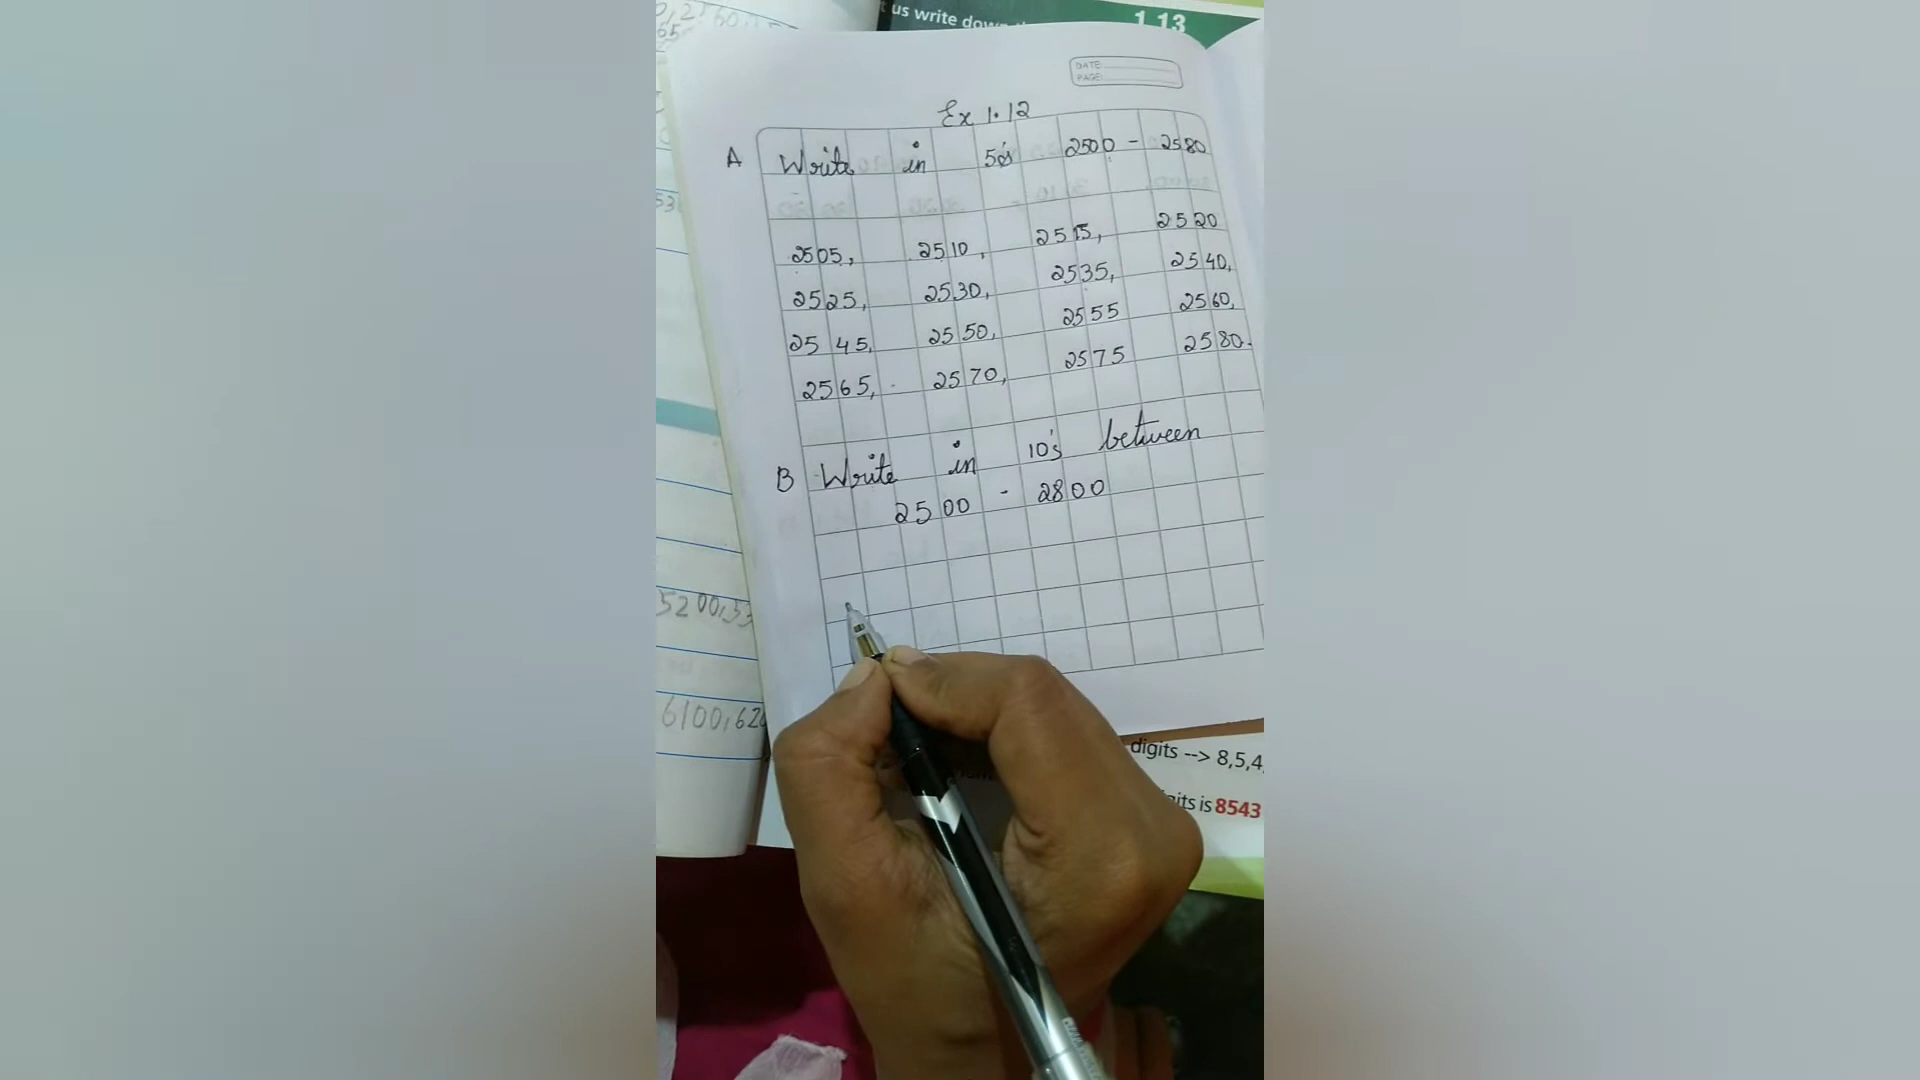 us write down
1.13
DATE:
PAGE:
Ex 1.12
A Write in 5's 2500 - 2580
2505, 2510, 2515, 2520
2525, 2530, 2535, 2540,
2545, 2550, 2555 2560,
2565, 2570, 2575 2580.
B Write in 10's between
2500 - 2800
5200,53
6100,62
digits --> 8,5,4,
is 8543